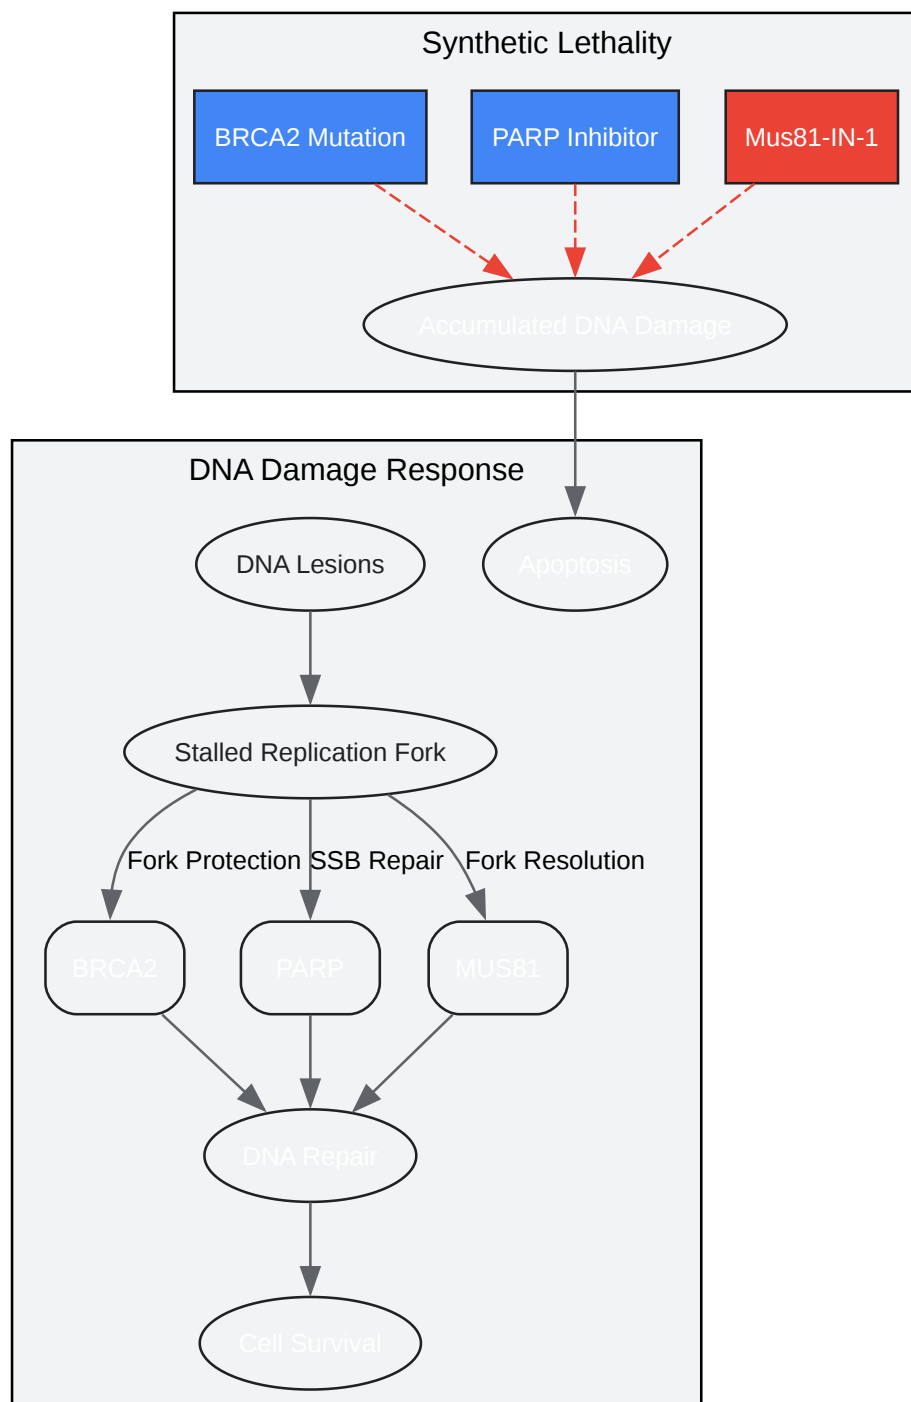 Synthetic Lethality
BRCA2 Mutation
PARP Inhibitor
Mus81-IN-1
Accumulated DNA Damage
DNA Damage Response
DNA Lesions
Apoptosis
Stalled Replication Fork
Fork Protection
SSB Repair
Fork Resolution
BRCA2
PARP
MUS81
DNA Repair
Cell Survival